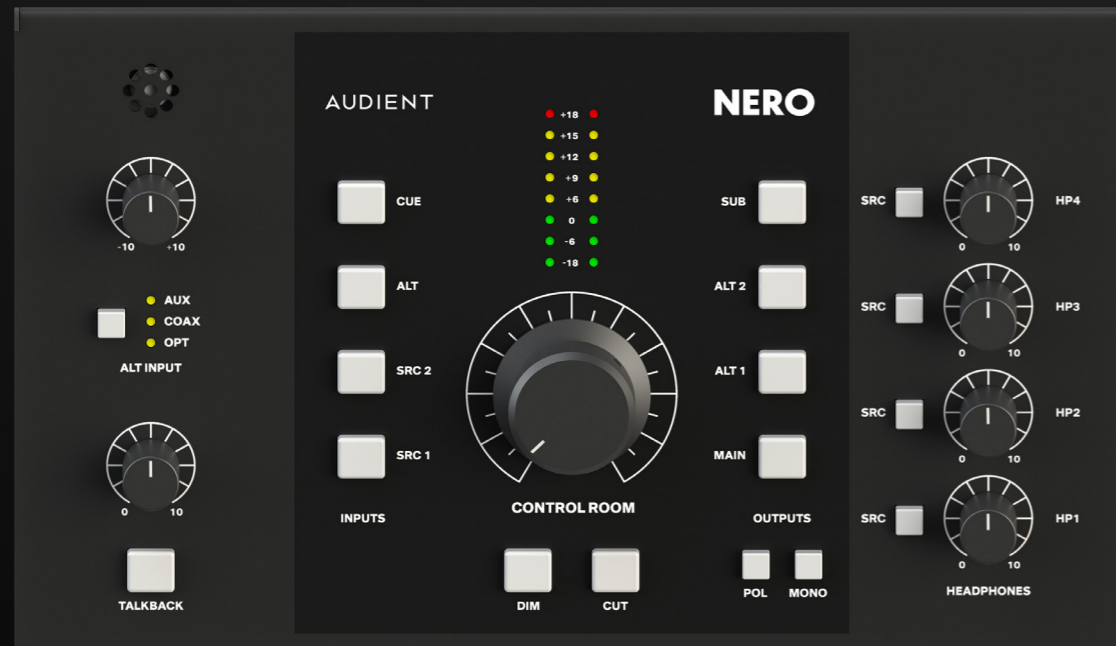 AUDIENT
NERO
+18
+15
+12
+9
+6
0
-6
-18
-10 +10
AUX
COAX
OPT
ALT INPUT
0 10
TALKBACK
CUE
ALT
SRC 2
SRC 1
INPUTS
CONTROL ROOM
DIM
CUT
SUB
ALT 2
ALT 1
MAIN
OUTPUTS
POL
MONO
SRC
HP4
0 10
SRC
HP3
0 10
SRC
HP2
0 10
SRC
HP1
0 10
HEADPHONES